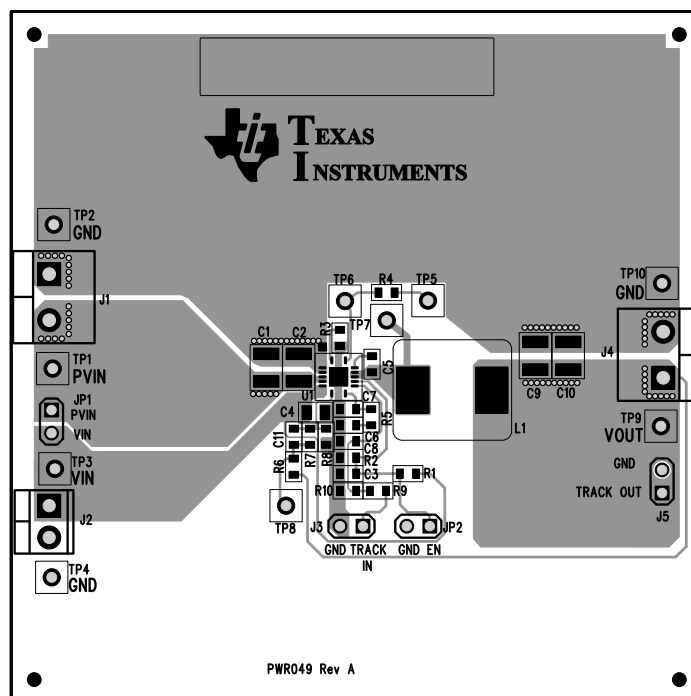 TEXAS
INSTRUMENTS
TP2
GND
J1
TP1
PVIN
JP1
PVIN
VIN
TP3
VIN
J2
TP4
GND
TP6
R4
TP5
TP7
R3
C1
C2
C5
U1
C4
C7
R5
C11
C6
C8
R7
R8
R2
R6
C3
R1
R10
R9
TP8
J3
JP2
GND
TRACK
IN
GND
EN
L1
C9
C10
TP10
GND
J4
TP9
VOUT
GND
TRACK OUT
J5
PWR049 Rev A